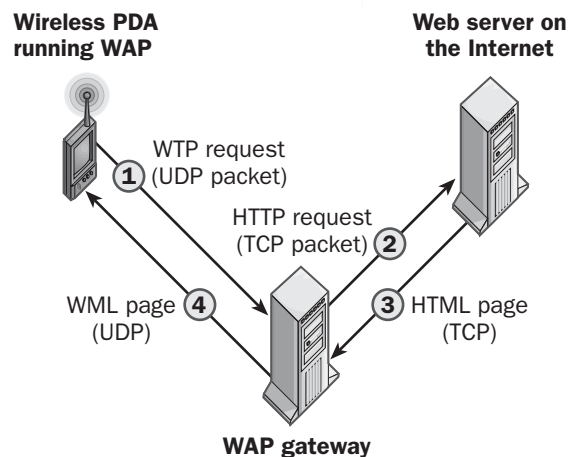 Wireless PDA
running WAP
Web server on
the Internet
WTP request
1
(UDP packet)
HTTP request
(TCP packet)
2
WML page
4
(UDP)
3
HTML page
(TCP)
WAP gateway